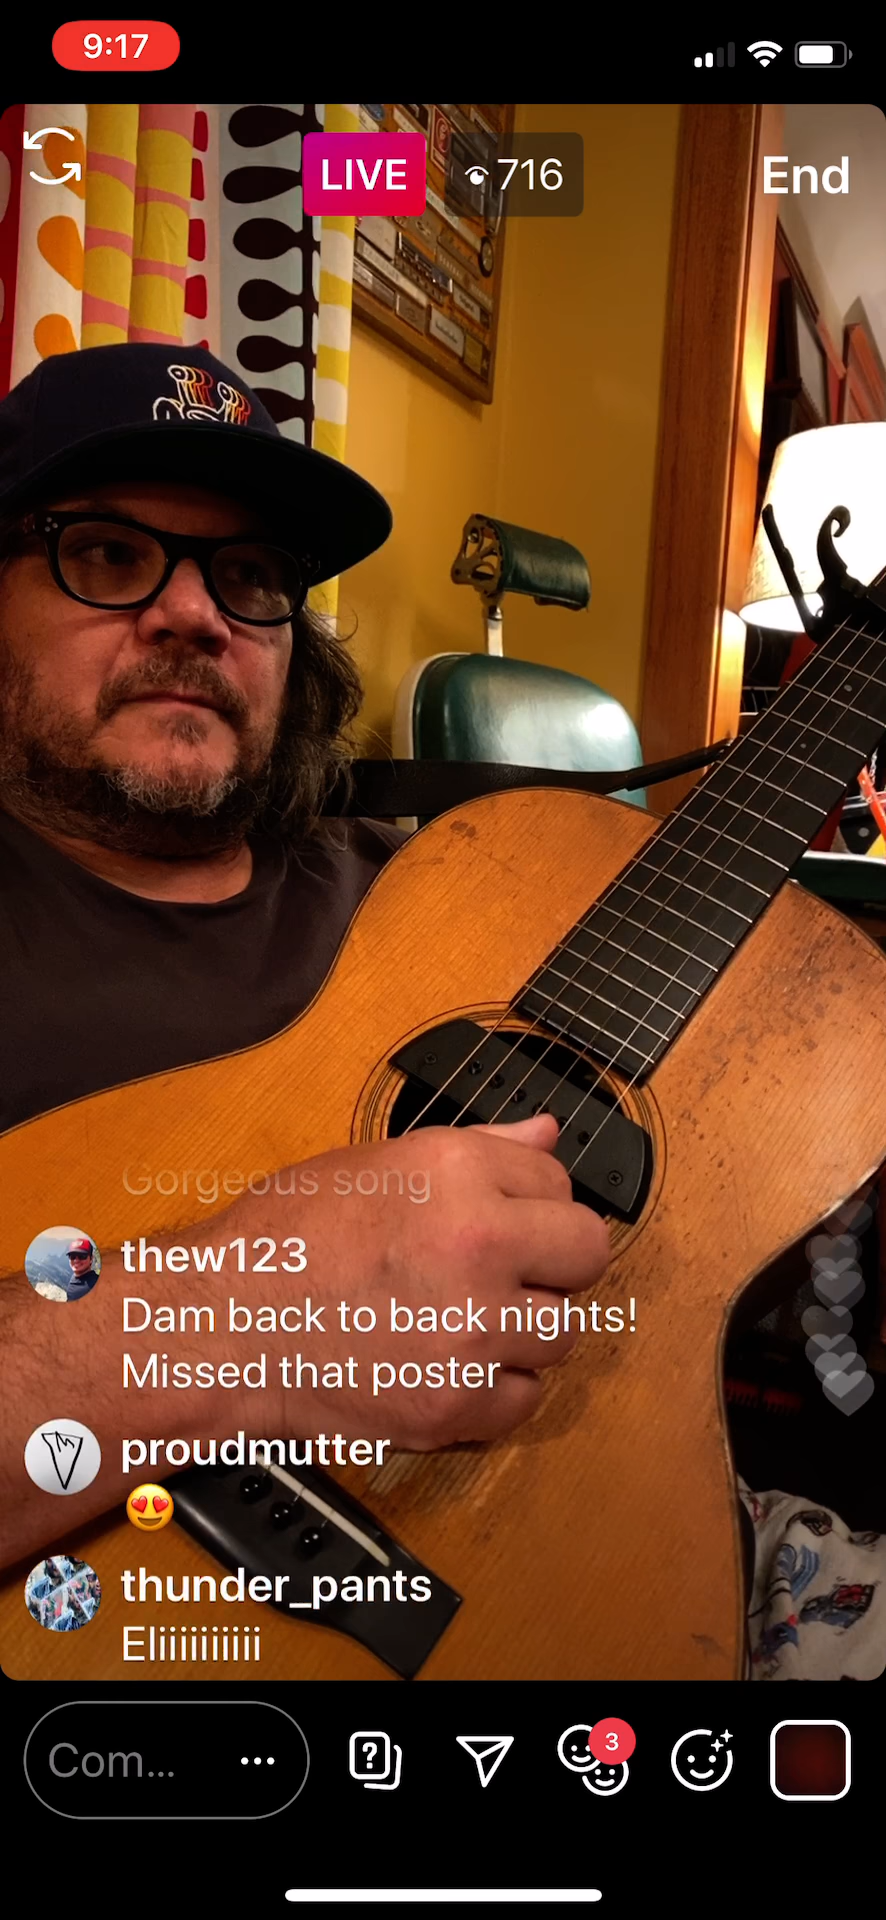 9:17
LIVE
716
End
Gorgeous song
thew123
Dam back to back nights!
Missed that poster
proudmutter
😍
thunder_pants
Eliiiiiiiiii
Com...
3